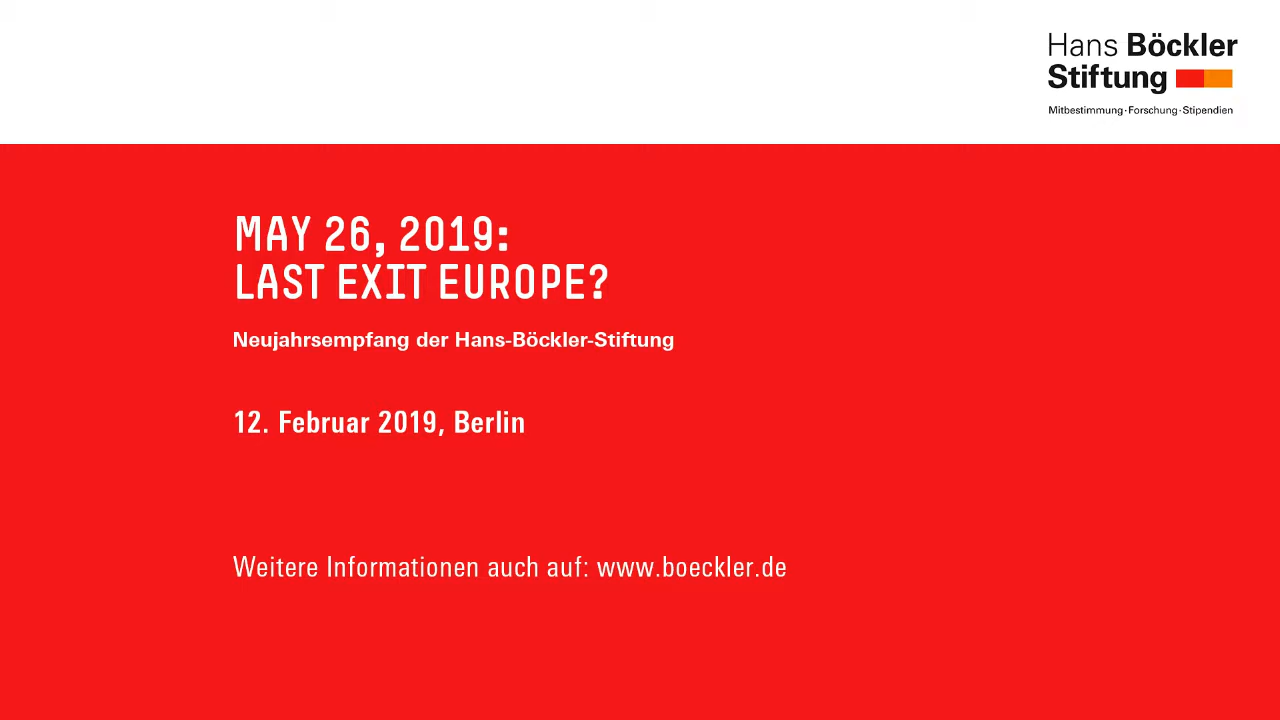 Hans Böckler
Stiftung
Mitbestimmung·Forschung·Stipendien
MAY 26, 2019:
LAST EXIT EUROPE?
Neujahrsempfang der Hans-Böckler-Stiftung
12. Februar 2019, Berlin
Weitere Informationen auch auf: www.boeckler.de